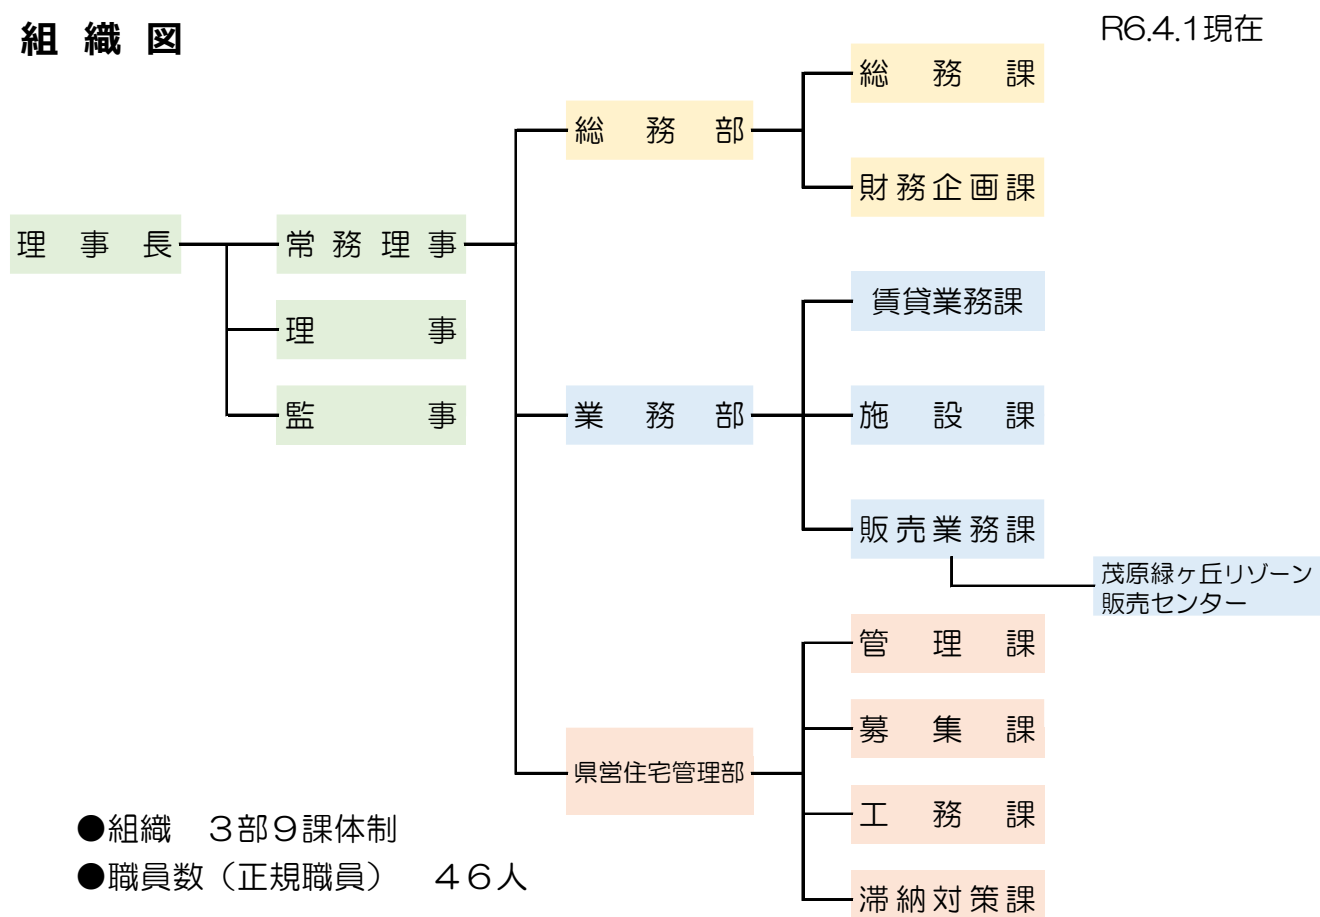 組織図
R6.4.1現在
理事長
常務理事
理事
監事
総務部
総務課
財務企画課
業務部
賃貸業務課
施設課
販売業務課
茂原緑ヶ丘リゾーン
販売センター
県営住宅管理部
管理課
募集課
工務課
滞納対策課
●組織　３部９課体制
●職員数（正規職員）　４６人